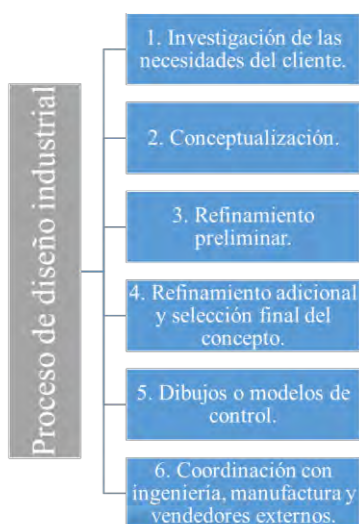 Proceso de diseño industrial
1. Investigación de las
necesidades del cliente.
2. Conceptualización.
3. Refinamiento
preliminar.
4. Refinamiento adicional
y selección final del
concepto.
5. Dibujos o modelos de
control.
6. Coordinación con
ingeniería, manufactura y
vendedores externos.